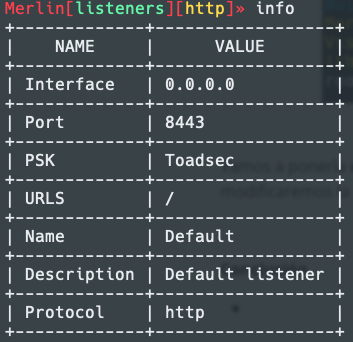 Merlin[listeners][http]» info
+-------------+------------------+
| NAME | VALUE |
+-------------+------------------+
| Interface | 0.0.0.0 |
+-------------+------------------+
| Port | 8443 |
+-------------+------------------+
| PSK | Toadsec |
+-------------+------------------+
| URLS | / |
+-------------+------------------+
| Name | Default |
+-------------+------------------+
| Description | Default listener |
+-------------+------------------+
| Protocol | http |
+-------------+------------------+